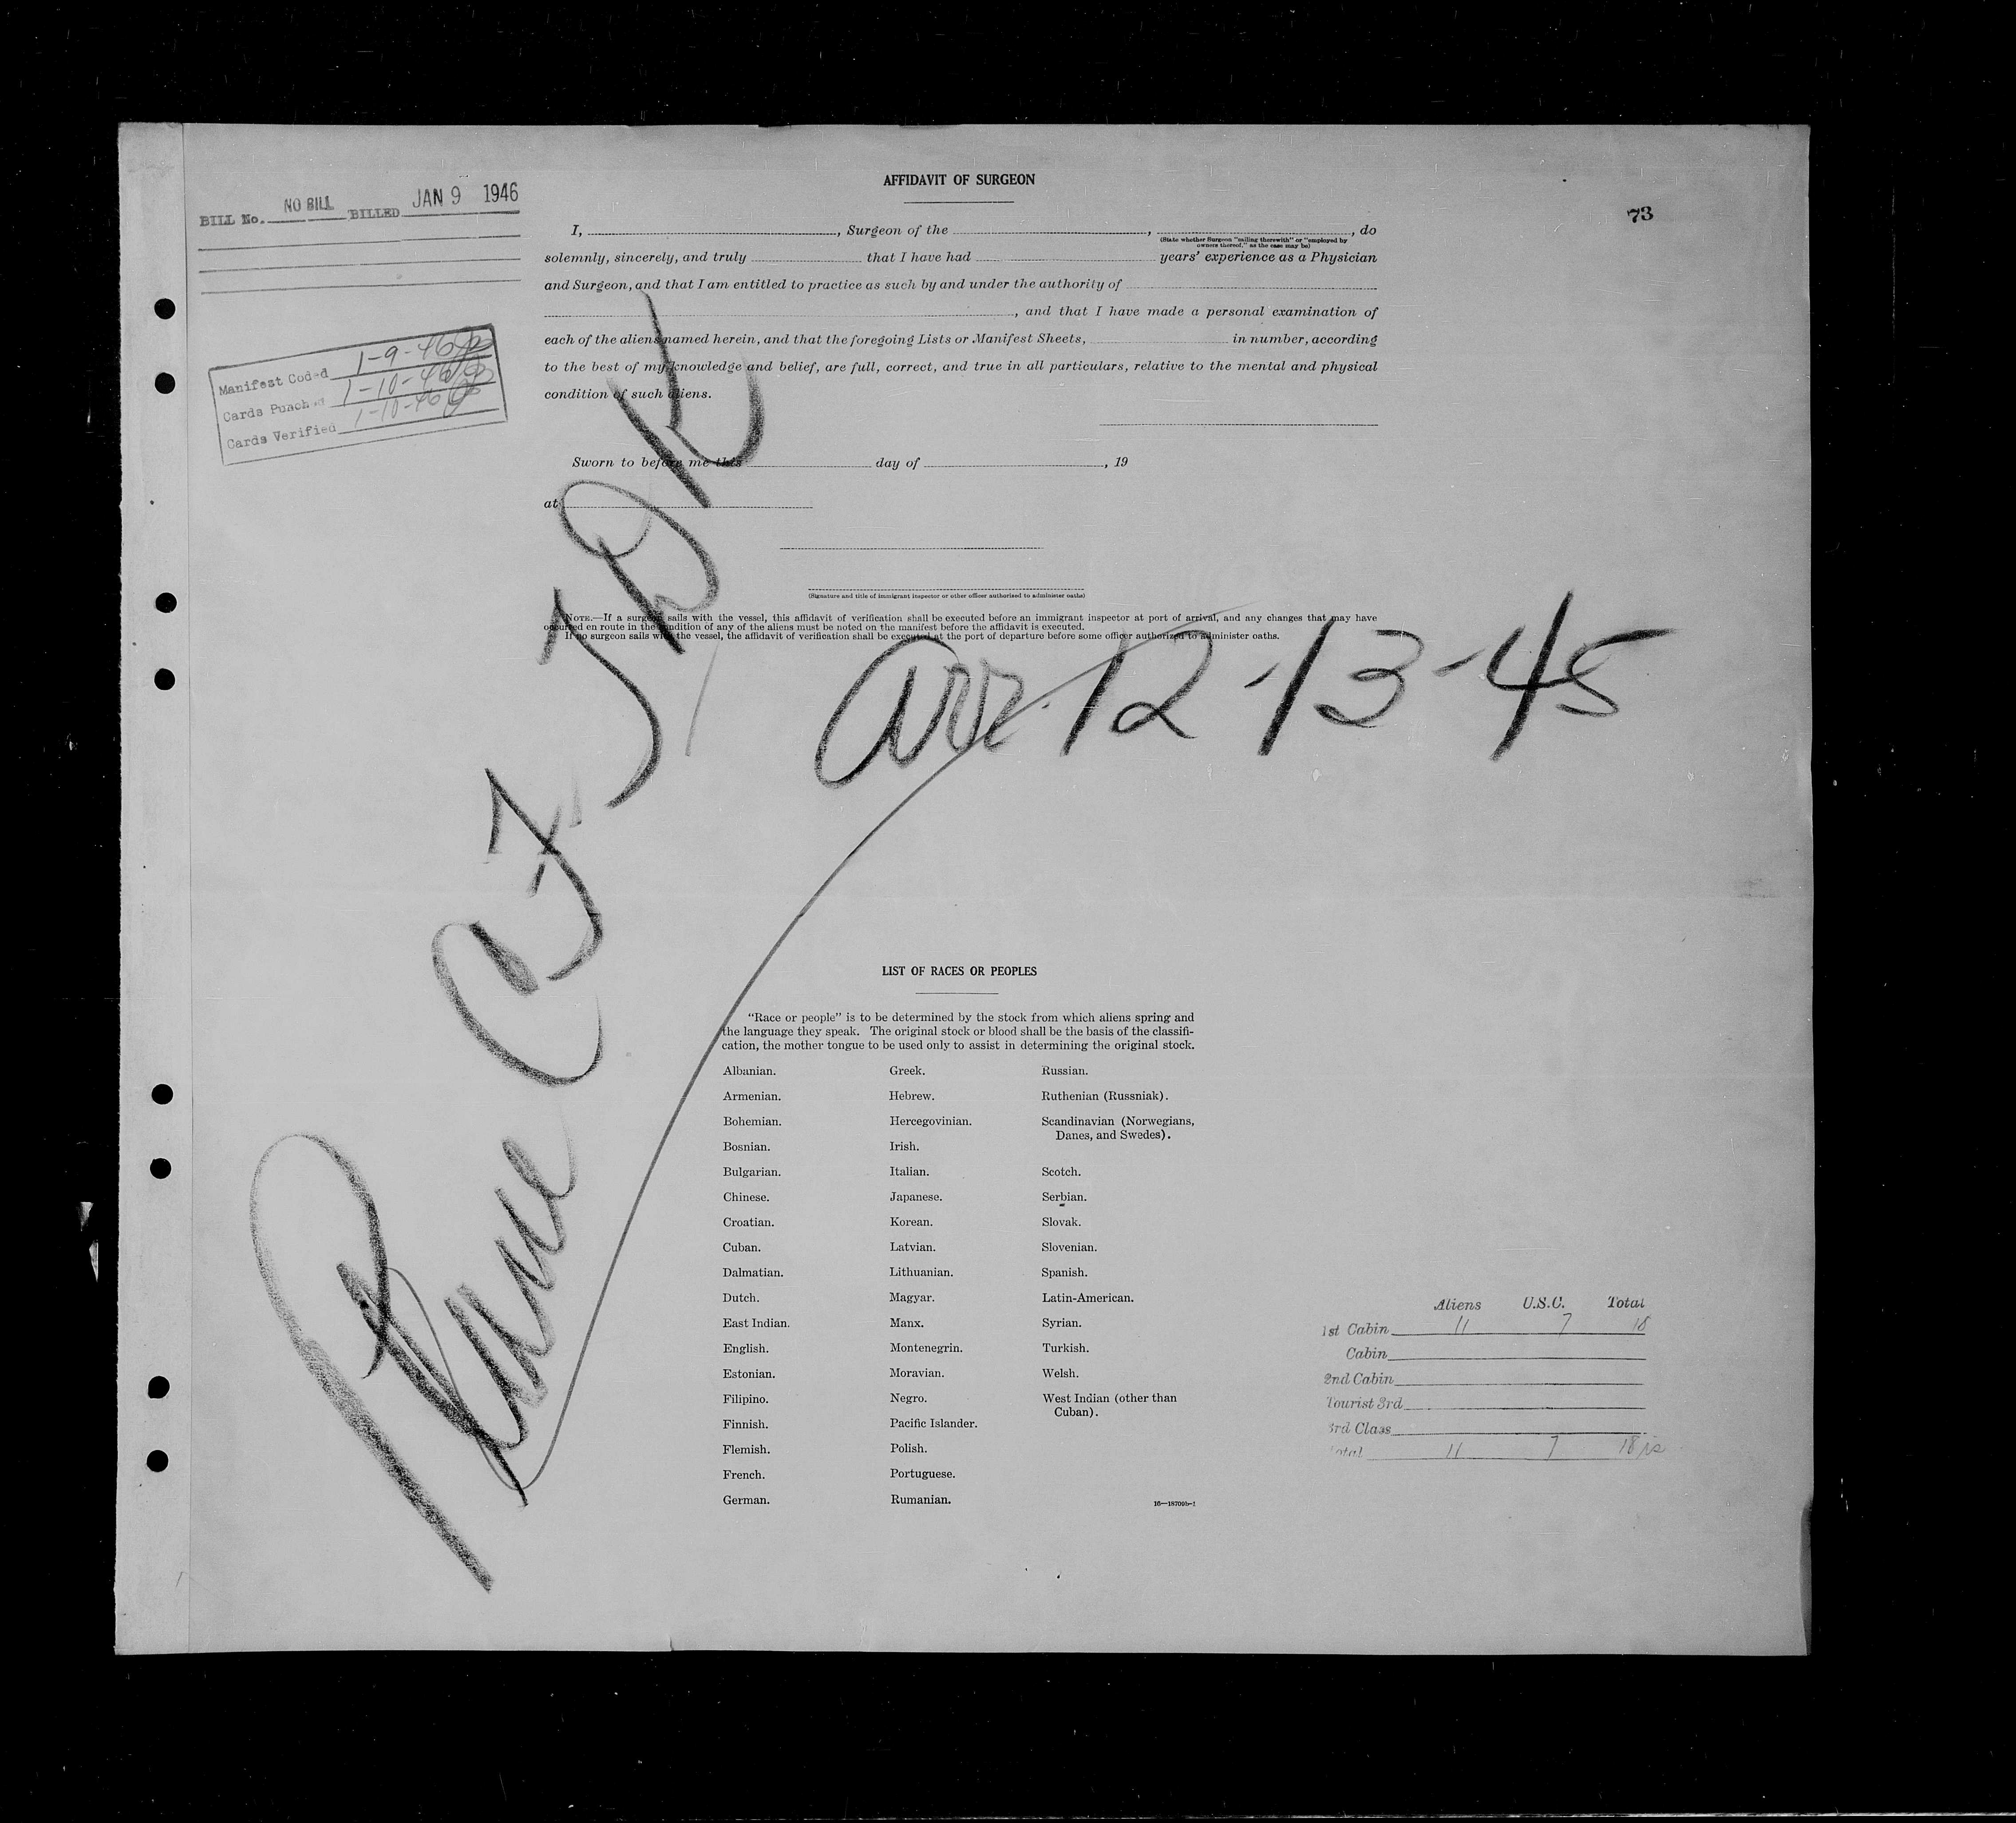 AFFIDAVIT OF SURGEON
73
BILL No. NO BILL BILLED JAN 9 1946
I, , Surgeon of the , , do
(State whether Surgeon "sailing therewith" or "employed by
owners thereof," as the case may be)
solemnly, sincerely, and truly that I have had years' experience as a Physician
and Surgeon, and that I am entitled to practice as such by and under the authority of
, and that I have made a personal examination of
each of the aliens named herein, and that the foregoing Lists or Manifest Sheets, in number, according
to the best of my knowledge and belief, are full, correct, and true in all particulars, relative to the mental and physical
condition of such aliens.
Manifest Coded 1-9-46
Cards Punched 1-10-46
Cards Verified 1-10-46
Sworn to before me this day of , 19
at
(Signature and title of immigrant inspector or other officer authorized to administer oaths)
NOTE.—If a surgeon sails with the vessel, this affidavit of verification shall be executed before an immigrant inspector at port of arrival, and any changes that may have
occurred en route in the condition of any of the aliens must be noted on the manifest before the affidavit is executed.
If no surgeon sails with the vessel, the affidavit of verification shall be executed at the port of departure before some officer authorized to administer oaths.
Plane CF-TDK
Arr. 12-13-45
LIST OF RACES OR PEOPLES
"Race or people" is to be determined by the stock from which aliens spring and
the language they speak. The original stock or blood shall be the basis of the classifi-
cation, the mother tongue to be used only to assist in determining the original stock.
Albanian. Greek. Russian.
Armenian. Hebrew. Ruthenian (Russniak).
Bohemian. Hercegovinian. Scandinavian (Norwegians,
Danes, and Swedes).
Bosnian. Irish.
Bulgarian. Italian. Scotch.
Chinese. Japanese. Serbian.
Croatian. Korean. Slovak.
Cuban. Latvian. Slovenian.
Dalmatian. Lithuanian. Spanish.
Dutch. Magyar. Latin-American.
East Indian. Manx. Syrian.
English. Montenegrin. Turkish.
Estonian. Moravian. Welsh.
Filipino. Negro. West Indian (other than
Cuban).
Finnish. Pacific Islander.
Flemish. Polish.
French. Portuguese.
German. Rumanian.
16—18709b-1
Aliens U.S.C. Total
1st Cabin 11 7 18
Cabin
2nd Cabin
Tourist 3rd
3rd Class
Total 11 7 18